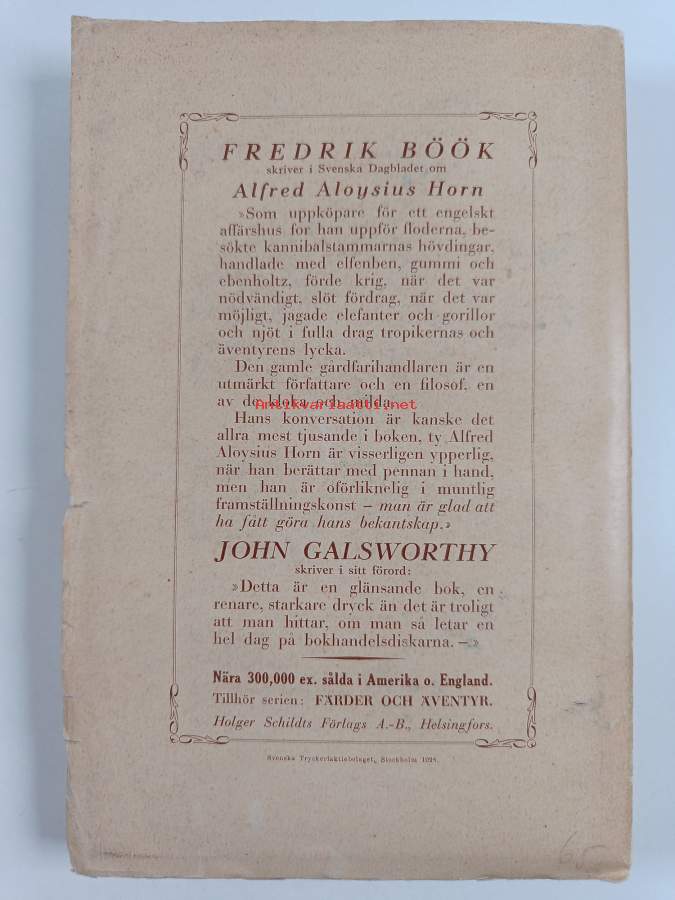 FREDRIK BÖÖK
skriver i Svenska Dagbladet om
Alfred Aloysius Horn
»Som uppköpare för ett engelskt
affärshus for han uppför floderna, be-
sökte kannibalstammarnas hövdingar,
handlade med elfenben, gummi och
ebenholtz, förde krig, när det var
nödvändigt, slöt fördrag, när det var
möjligt, jagade elefanter och gorillor
och njöt i fulla drag tropikernas och
äventyrens lycka.
Den gamle gårdfarihandlaren är en
utmärkt författare och en filosof, en
av de kloka och milda.
Antikvariaatti.net
Hans konversation är kanske det
allra mest tjusande i boken, ty Alfred
Aloysius Horn är visserligen ypperlig,
när han berättar med pennan i hand,
men han är oförliknelig i muntlig
framställningskonst – man är glad att
ha fått göra hans bekantskap.»
JOHN GALSWORTHY
skriver i sitt förord:
»Detta är en glänsande bok, en
renare, starkare dryck än det är troligt
att man hittar, om man så letar en
hel dag på bokhandelsdiskarna. –»
Nära 300,000 ex. sålda i Amerika o. England.
Tillhör serien: FÄRDER OCH ÄVENTYR.
Holger Schildts Förlags A.-B., Helsingfors.
Svenska Tryckeriaktiebolaget, Stockholm 1928.